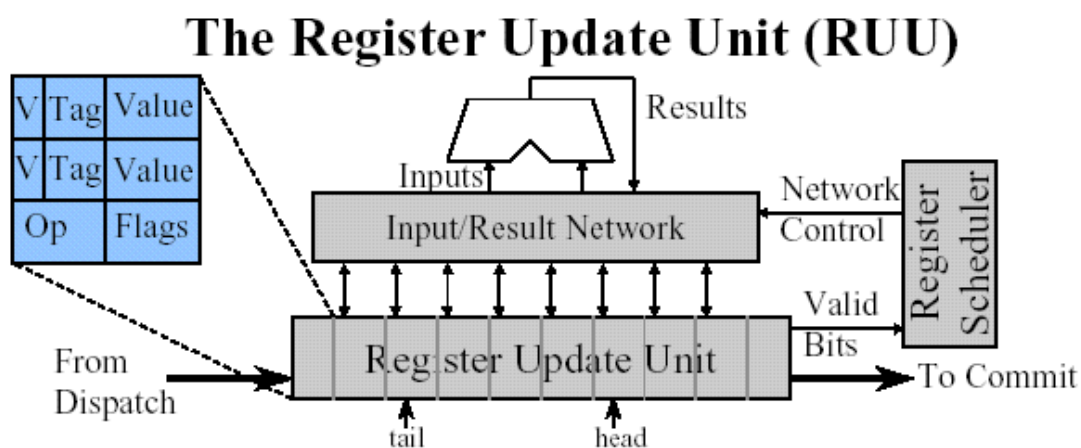 The Register Update Unit (RUU)
V Tag Value
V Tag Value
Op Flags
Results
Inputs
Input/Result Network
Network
Control
Register
Scheduler
Valid
Bits
Register Update Unit
From
Dispatch
To Commit
tail
head